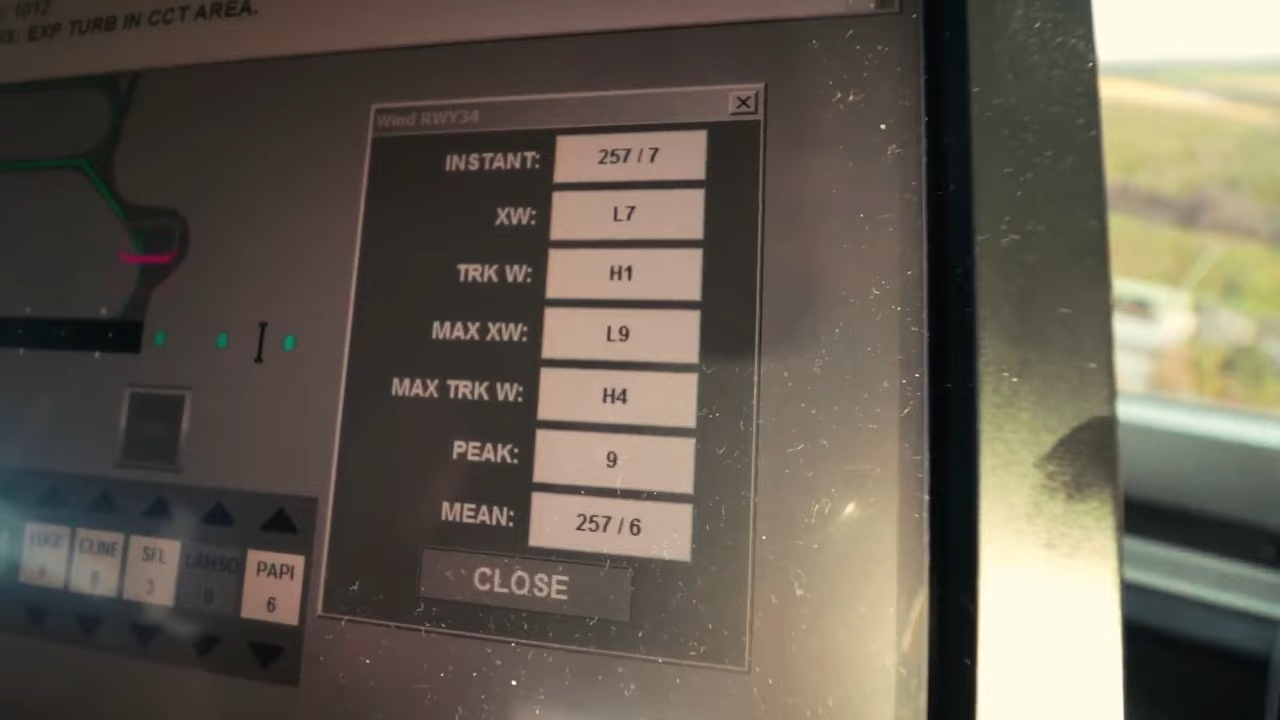 1012
EXP TURB IN CCT AREA.
Wind RWY34
INSTANT: 257 / 7
XW: L7
TRK W: H1
MAX XW: L9
MAX TRK W: H4
PEAK: 9
MEAN: 257 / 6
CLOSE
CLINE SFL LAHSO PAPI
3 6